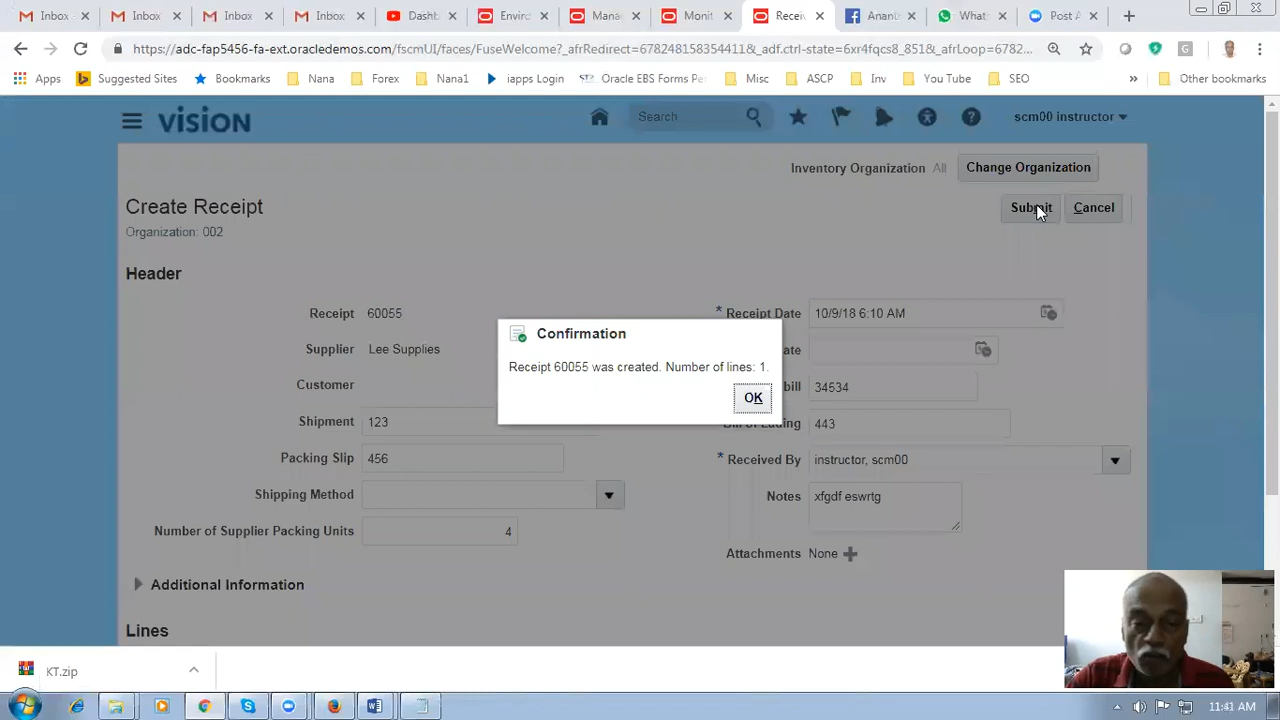 Inbox
Inbox
Inbox
Inbox
Dashb
Enviro
Mana
Monit
Receiv
Anant
Whats
Post A
https://adc-fap5456-fa-ext.oracledemos.com/fscmUI/faces/FuseWelcome?_afrRedirect=678248158354411&_adf.ctrl-state=6xr4fqcs8_851&_afrLoop=67822...
Apps
Suggested Sites
Bookmarks
Nana
Forex
Nana1
iapps Login
Oracle EBS Forms Pe
Misc
ASCP
Inv
You Tube
SEO
»
Other bookmarks
VISION
Search
scm00 instructor
Inventory Organization All
Change Organization
Create Receipt
Submit
Cancel
Organization: 002
Header
Receipt 60055
* Receipt Date 10/9/18 6:10 AM
Supplier Lee Supplies
ate
Customer
bill 34534
Shipment 123
443
Packing Slip 456
* Received By instructor, scm00
Shipping Method
Notes xfgdf eswrtg
Number of Supplier Packing Units 4
Attachments None
Confirmation
Receipt 60055 was created. Number of lines: 1.
OK
Additional Information
Lines
KT.zip
11:41 AM